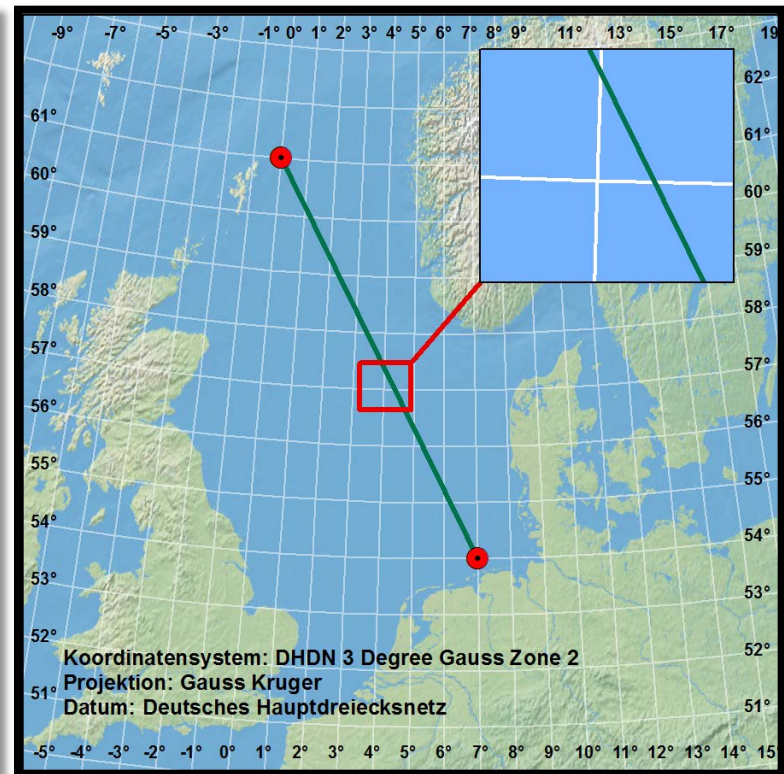 -9° -7° -5° -4° -3° -2° -1° 0° 1° 2° 3° 4° 5° 6° 7° 8° 9° 11° 13° 15° 17° 19
62°
61° 61°
60° 60°
59° 59°
58° 58°
57° 57°
56° 56°
55° 55°
54° 54°
53° 53°
52° 52°
51° 51°
Koordinatensystem: DHDN 3 Degree Gauss Zone 2
Projektion: Gauss Kruger
Datum: Deutsches Hauptdreiecksnetz
-5° -4° -3° -2° -1° 0° 1° 2° 3° 4° 5° 6° 7° 8° 9° 10° 11° 12° 13° 14° 15